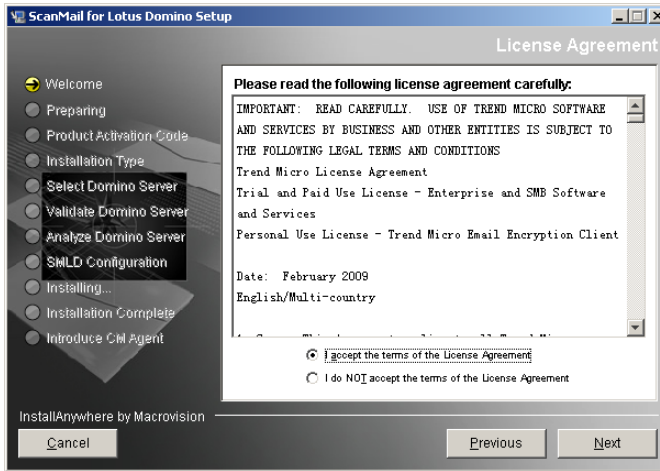 ScanMail for Lotus Domino Setup
License Agreement
Welcome
Preparing
Product Activation Code
Installation Type
Select Domino Server
Validate Domino Server
Analyze Domino Server
SMLD Configuration
Installing...
Installation Complete
Introduce CM Agent
Please read the following license agreement carefully:
IMPORTANT: READ CAREFULLY. USE OF TREND MICRO SOFTWARE
AND SERVICES BY BUSINESS AND OTHER ENTITIES IS SUBJECT TO
THE FOLLOWING LEGAL TERMS AND CONDITIONS
Trend Micro License Agreement
Trial and Paid Use License - Enterprise and SMB Software
and Services
Personal Use License - Trend Micro Email Encryption Client
Date: February 2009
English/Multi-country
I accept the terms of the License Agreement
I do NOT accept the terms of the License Agreement
InstallAnywhere by Macrovision
Cancel
Previous
Next